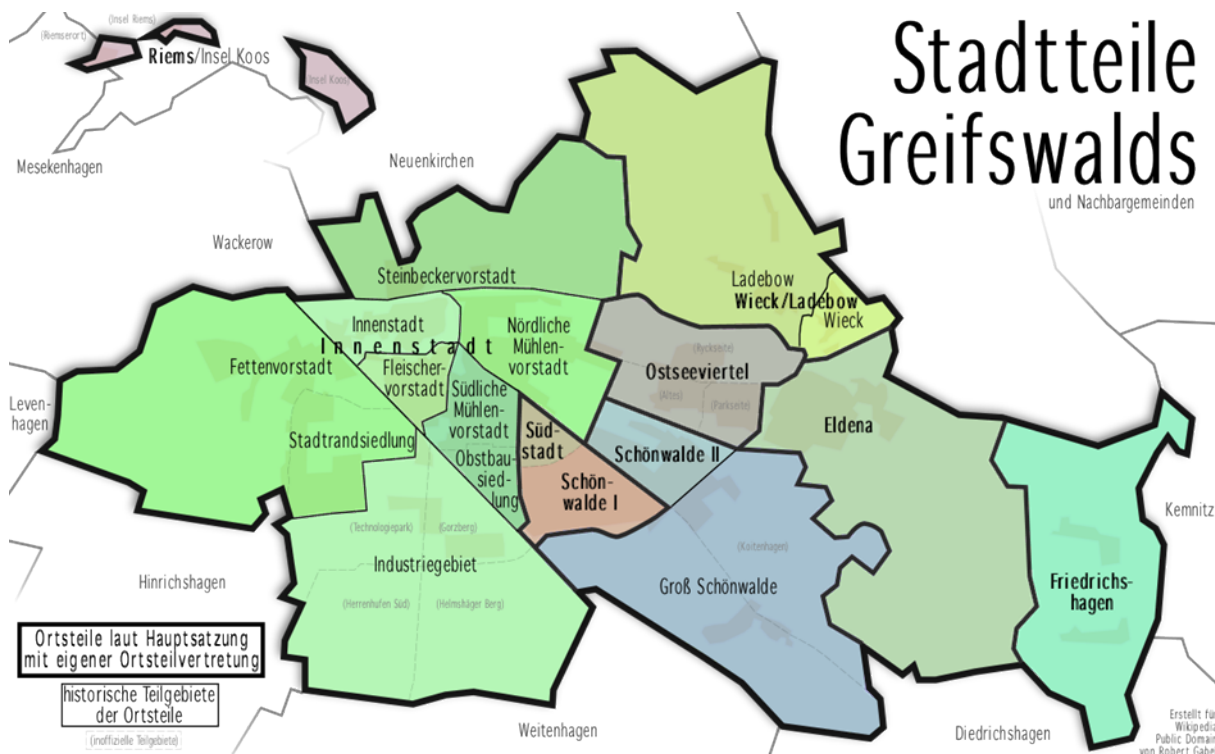 Stadtteile
Greifswalds
und Nachbargemeinden
(Insel Riems)
(Riemserort)
Riems/Insel Koos
(Insel Koos)
Mesekenhagen
Neuenkirchen
Wackerow
Steinbeckervorstadt
Ladebow
Wieck/Ladebow
Wieck
Innenstadt
Innenstadt
Nördliche
Mühlen-
vorstadt
Fettenvorstadt
Fleischer-
vorstadt
Südliche
Mühlen-
vorstadt
(Ryckseite)
Ostseeviertel
(Altes)
(Parkseite)
Leven-
hagen
Stadtrandsiedlung
Obstbau-
sied-
lung
Süd-
stadt
Schönwalde II
Eldena
Schön-
walde I
Kemnitz
(Technologiepark)
(Gorzberg)
Industriegebiet
(Koitenhagen)
Groß Schönwalde
Friedrichs-
hagen
Hinrichshagen
(Herrenhufen Süd)
(Helmshäger Berg)
Ortsteile laut Hauptsatzung
mit eigener Ortsteilvertretung
historische Teilgebiete
der Ortsteile
(inoffizielle Teilgebiete)
Weitenhagen
Diedrichshagen
Erstellt für
Wikipedia
Public Domain
von Robert Gabe